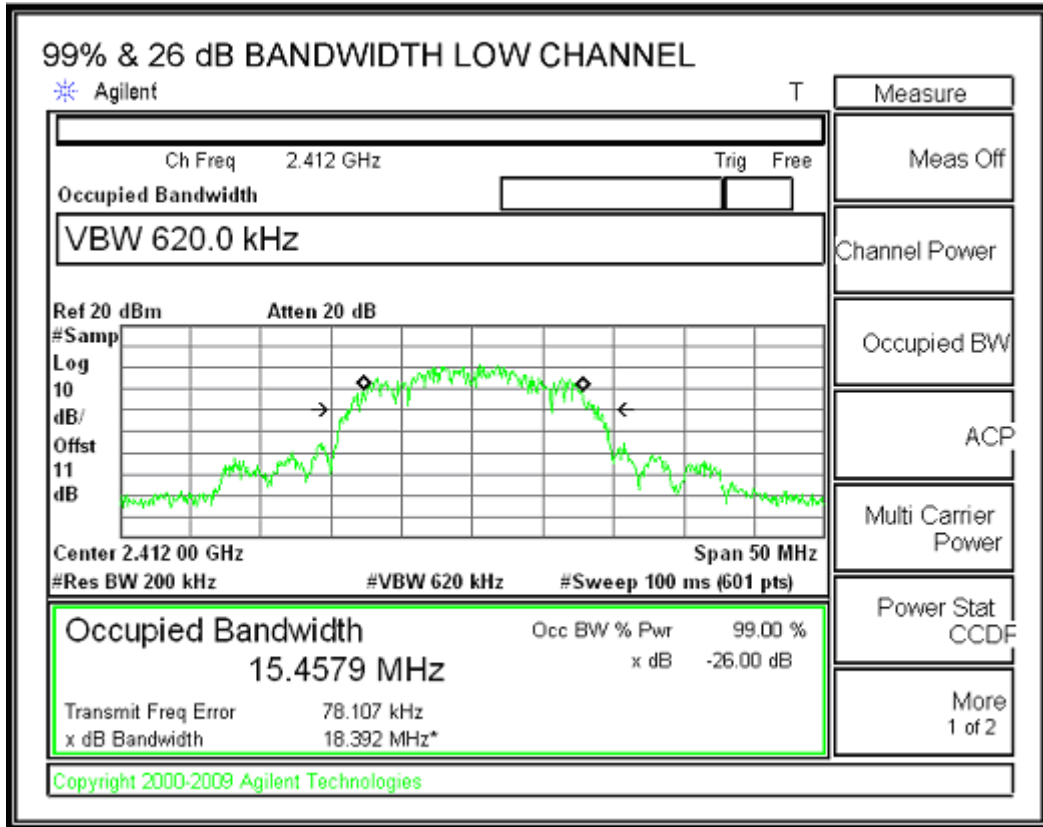 99% & 26 dB BANDWIDTH LOW CHANNEL
Agilent T
Measure
Ch Freq 2.412 GHz Trig Free
Meas Off
Occupied Bandwidth
VBW 620.0 kHz
Channel Power
Ref 20 dBm Atten 20 dB
#Samp
Log
10
dB/
Offst
11
dB
Occupied BW
ACP
Center 2.412 00 GHz Span 50 MHz
#Res BW 200 kHz #VBW 620 kHz #Sweep 100 ms (601 pts)
Multi Carrier
Power
Occupied Bandwidth Occ BW % Pwr 99.00 %
15.4579 MHz x dB -26.00 dB
Power Stat
CCDF
Transmit Freq Error 78.107 kHz
x dB Bandwidth 18.392 MHz*
More
1 of 2
Copyright 2000-2009 Agilent Technologies